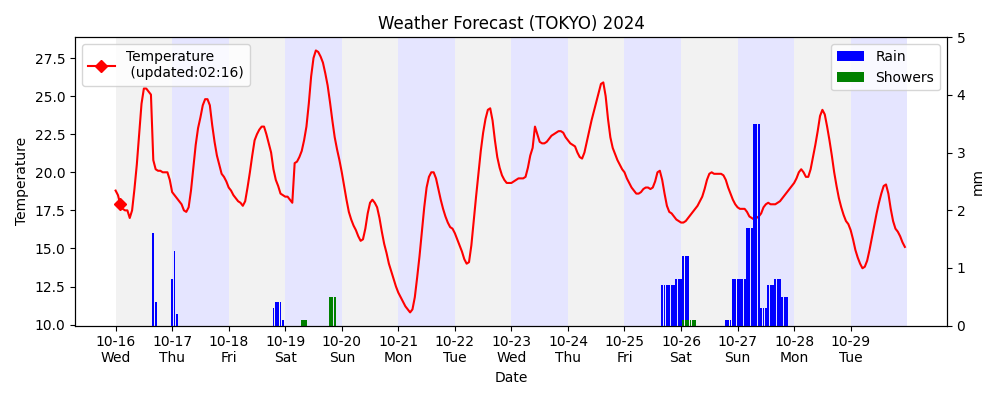 Weather Forecast (TOKYO) 2024
Temperature
(updated:02:16)
Rain
Showers
Temperature
27.5
25.0
22.5
20.0
17.5
15.0
12.5
10.0
5
4
3
2
1
0
mm
10-16 10-17 10-18 10-19 10-20 10-21 10-22 10-23 10-24 10-25 10-26 10-27 10-28 10-29
Wed Thu Fri Sat Sun Mon Tue Wed Thu Fri Sat Sun Mon Tue
Date